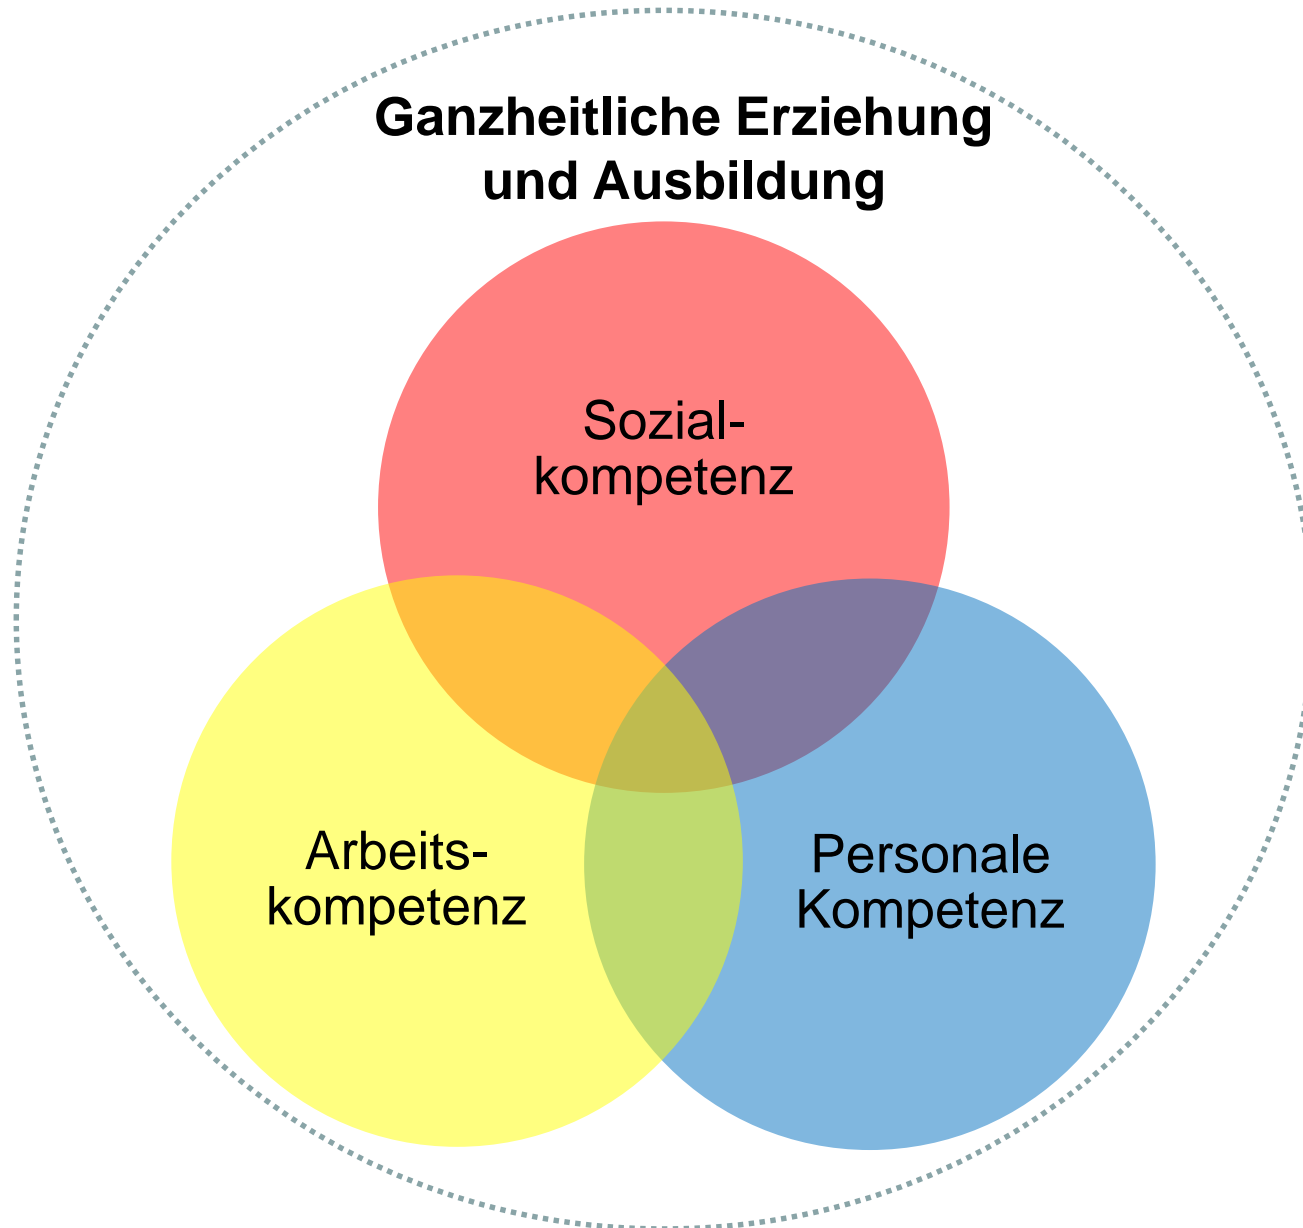 Ganzheitliche Erziehung
und Ausbildung
Sozial-
kompetenz
Arbeits-
kompetenz
Personale
Kompetenz